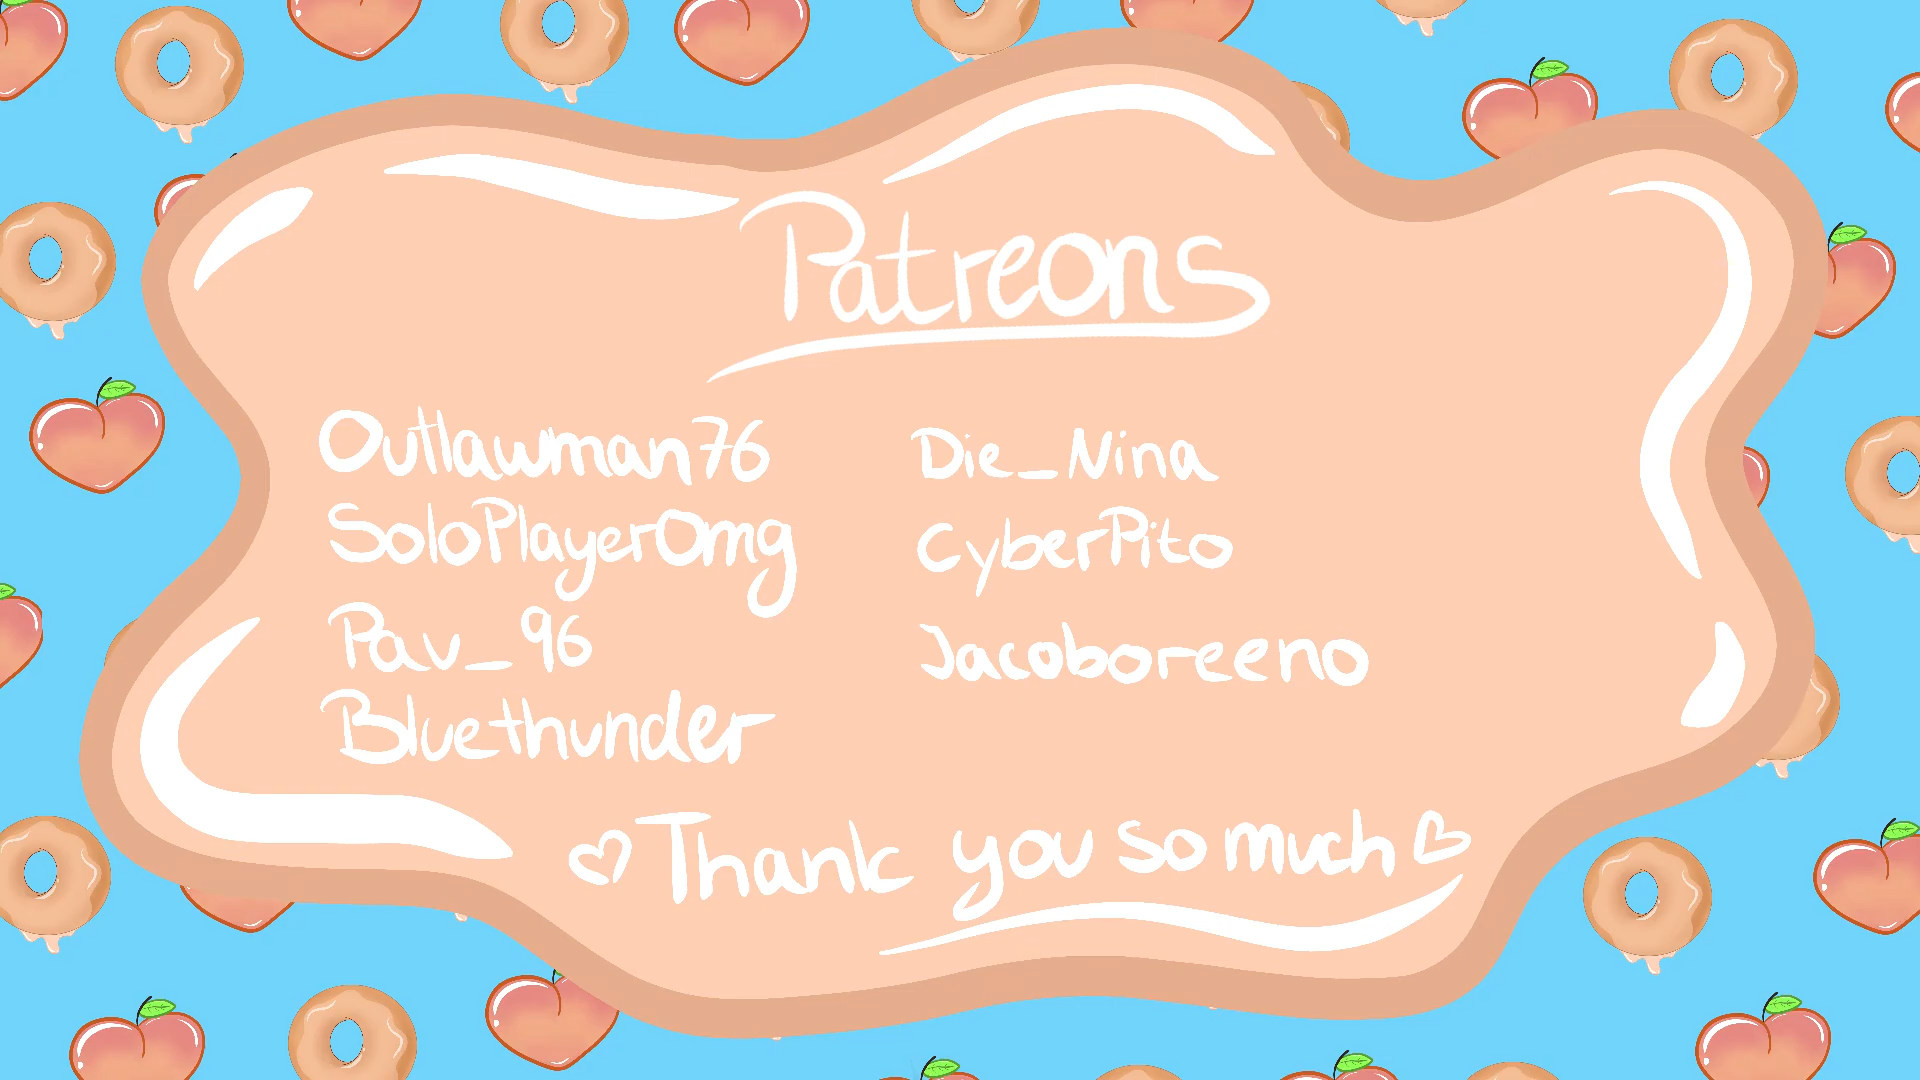 Patreons
Outlawman76
SoloPlayerOmg
Pav_96
Bluethunder
Die_Nina
CyberPito
Jacoboreeno
♡Thank you so much♡